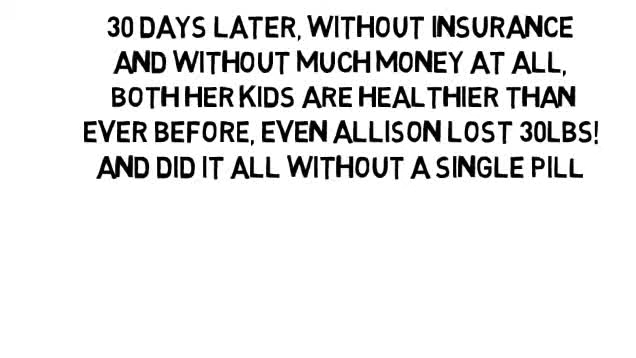 30 DAYS LATER, WITHOUT INSURANCE
AND WITHOUT MUCH MONEY AT ALL,
BOTH HER KIDS ARE HEALTHIER THAN
EVER BEFORE, EVEN ALLISON LOST 30LBS!
AND DID IT ALL WITHOUT A SINGLE PILL